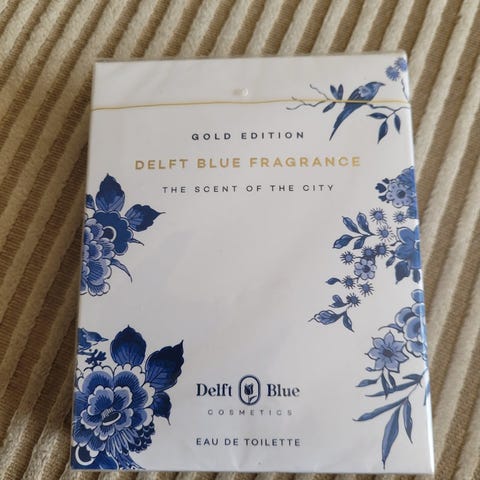 GOLD EDITION
DELFT BLUE FRAGRANCE
THE SCENT OF THE CITY
Delft Blue
COSMETICS
EAU DE TOILETTE